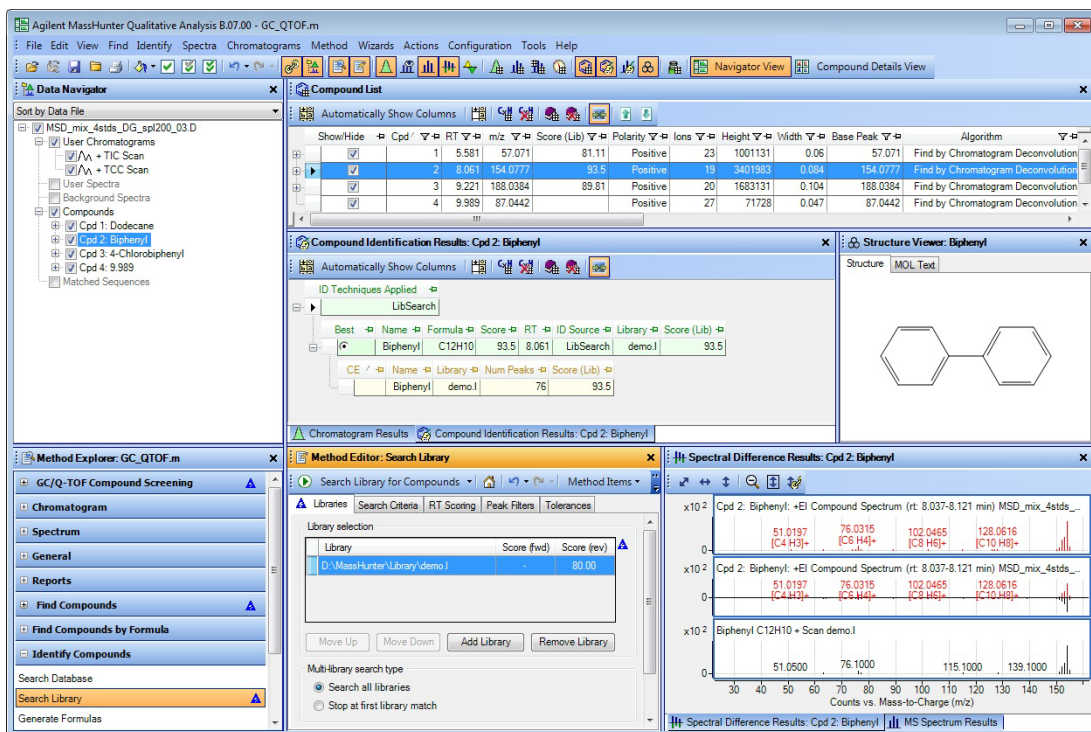 Agilent MassHunter Qualitative Analysis B.07.00 - GC_QTOF.m
File Edit View Find Identify Spectra Chromatograms Method Wizards Actions Configuration Tools Help
Navigator View Compound Details View
Data Navigator
Sort by Data File
MSD_mix_4stds_DG_spl200_03.D
User Chromatograms
+ TIC Scan
+ TCC Scan
User Spectra
Background Spectra
Compounds
Cpd 1: Dodecane
Cpd 2: Biphenyl
Cpd 3: 4-Chlorobiphenyl
Cpd 4: 9.989
Matched Sequences
Compound List
Automatically Show Columns
Show/Hide Cpd RT m/z Score (Lib) Polarity Ions Height Width Base Peak Algorithm
1 5.581 57.071 81.11 Positive 23 1001131 0.06 57.071 Find by Chromatogram Deconvolution
2 8.061 154.0777 93.5 Positive 19 3401983 0.084 154.0777 Find by Chromatogram Deconvolution
3 9.221 188.0384 89.81 Positive 20 1683131 0.104 188.0384 Find by Chromatogram Deconvolution
4 9.989 87.0442 Positive 27 71728 0.047 87.0442 Find by Chromatogram Deconvolution
Compound Identification Results: Cpd 2: Biphenyl
Automatically Show Columns
ID Techniques Applied
LibSearch
Best Name Formula Score RT ID Source Library Score (Lib)
Biphenyl C12H10 93.5 8.061 LibSearch demo.l 93.5
CE Name Library Num Peaks Score (Lib)
Biphenyl demo.l 76 93.5
Chromatogram Results Compound Identification Results: Cpd 2: Biphenyl
Structure Viewer: Biphenyl
Structure MOL Text
Method Explorer: GC_QTOF.m
GC/Q-TOF Compound Screening
Chromatogram
Spectrum
General
Reports
Find Compounds
Find Compounds by Formula
Identify Compounds
Search Database
Search Library
Generate Formulas
Method Editor: Search Library
Search Library for Compounds Method Items
Libraries Search Criteria RT Scoring Peak Filters Tolerances
Library selection
Library Score (fwd) Score (rev)
D:\MassHunter\Library\demo.l - 80.00
Move Up Move Down Add Library Remove Library
Multi-library search type
Search all libraries
Stop at first library match
Spectral Difference Results: Cpd 2: Biphenyl
x10 2 Cpd 2: Biphenyl: +EI Compound Spectrum (rt: 8.037-8.121 min) MSD_mix_4stds_...
51.0197 76.0315 102.0465 128.0616
[C4 H3]+ [C6 H4]+ [C8 H6]+ [C10 H8]+
0
x10 2 Cpd 2: Biphenyl: +EI Compound Spectrum (rt: 8.037-8.121 min) MSD_mix_4stds_...
51.0197 76.0315 102.0465 128.0616
0 [C4 H3]+ [C6 H4]+ [C8 H6]+ [C10 H8]+
x10 2 Biphenyl C12H10 + Scan demo.l
51.0500 76.1000 115.1000 139.1000
0
30 40 50 60 70 80 90 100 110 120 130 140 150
Counts vs. Mass-to-Charge (m/z)
Spectral Difference Results: Cpd 2: Biphenyl MS Spectrum Results